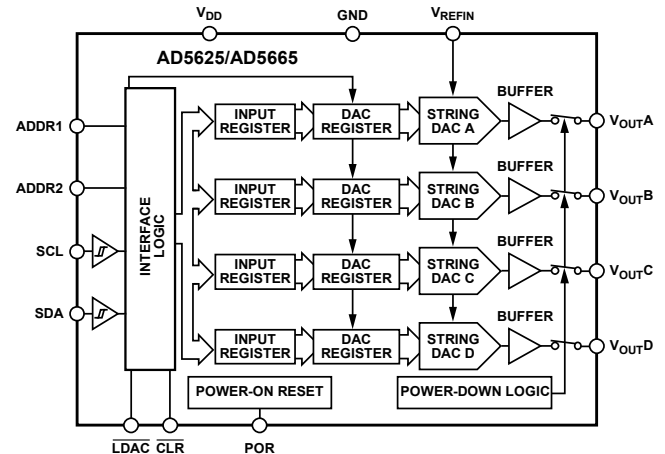 VDD
GND
VREFIN
AD5625/AD5665
ADDR1
ADDR2
SCL
SDA
INTERFACE
LOGIC
INPUT
REGISTER
DAC
REGISTER
STRING
DAC A
BUFFER
VOUTA
INPUT
REGISTER
DAC
REGISTER
STRING
DAC B
BUFFER
VOUTB
INPUT
REGISTER
DAC
REGISTER
STRING
DAC C
BUFFER
VOUTC
INPUT
REGISTER
DAC
REGISTER
STRING
DAC D
BUFFER
VOUTD
POWER-ON RESET
POWER-DOWN LOGIC
LDAC
CLR
POR